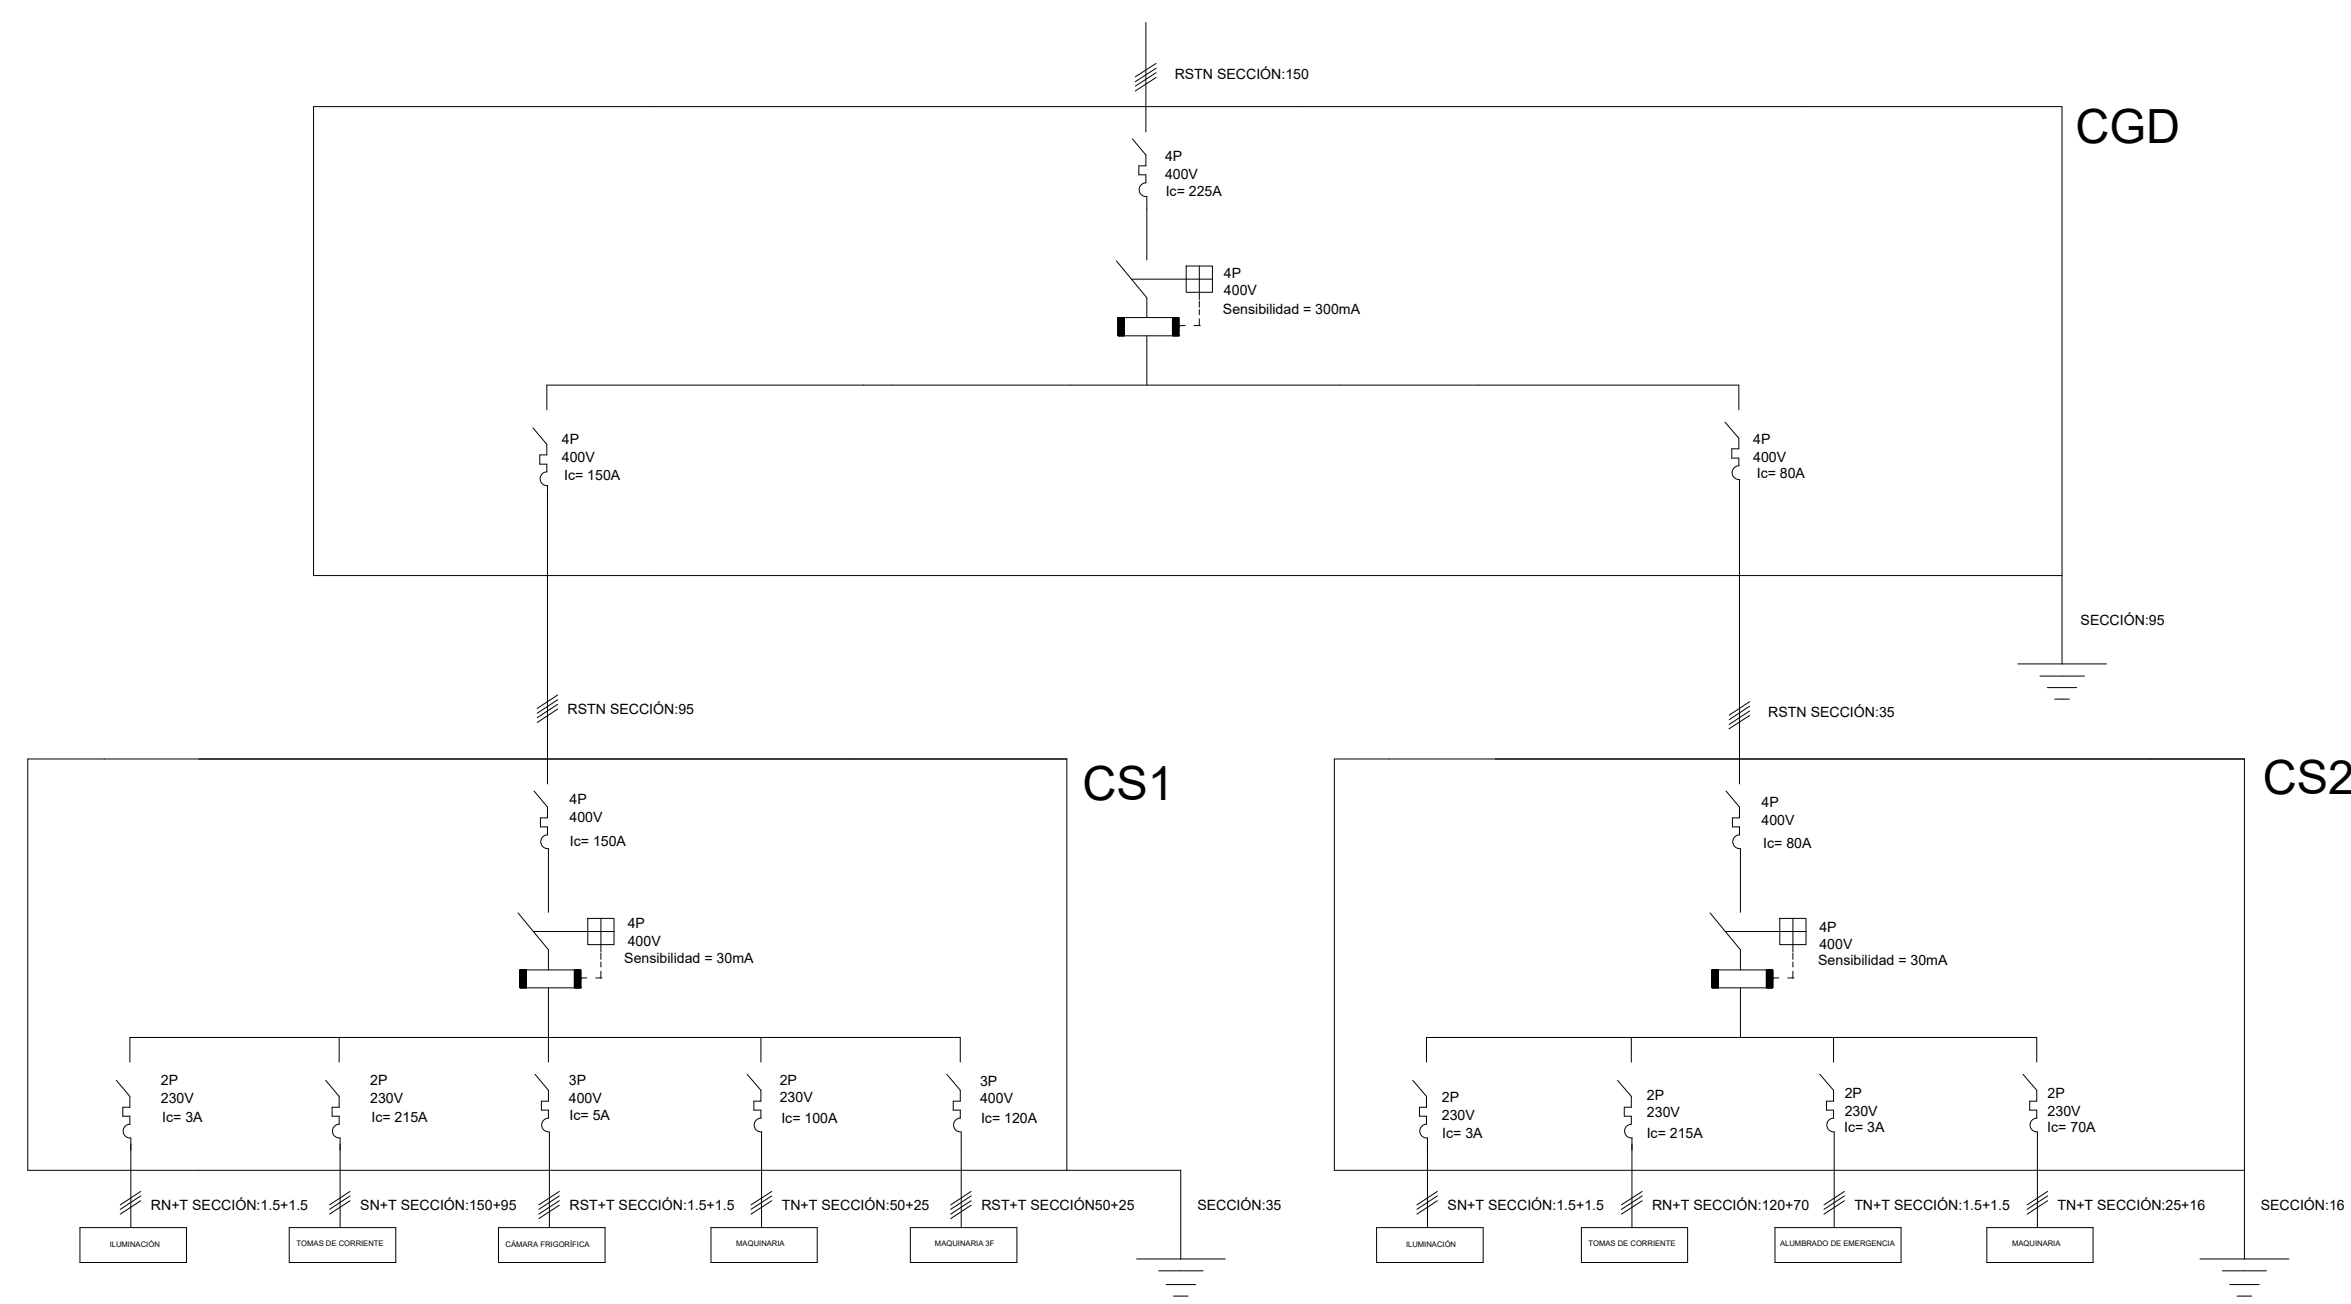 RSTN SECCIÓN:150
CGD
4P
400V
Ic= 225A
4P
400V
Sensibilidad = 300mA
4P
400V
Ic= 150A
4P
400V
Ic= 80A
SECCIÓN:95
RSTN SECCIÓN:95
RSTN SECCIÓN:35
CS1
4P
400V
Ic= 150A
4P
400V
Sensibilidad = 30mA
2P
230V
Ic= 3A
2P
230V
Ic= 215A
3P
400V
Ic= 5A
2P
230V
Ic= 100A
3P
400V
Ic= 120A
RN+T SECCIÓN:1.5+1.5
SN+T SECCIÓN:150+95
RST+T SECCIÓN:1.5+1.5
TN+T SECCIÓN:50+25
RST+T SECCIÓN50+25
SECCIÓN:35
ILUMINACIÓN
TOMAS DE CORRIENTE
CÁMARA FRIGORÍFICA
MAQUINARIA
MAQUINARIA 3F
CS2
4P
400V
Ic= 80A
4P
400V
Sensibilidad = 30mA
2P
230V
Ic= 3A
2P
230V
Ic= 215A
2P
230V
Ic= 3A
2P
230V
Ic= 70A
SN+T SECCIÓN:1.5+1.5
RN+T SECCIÓN:120+70
TN+T SECCIÓN:1.5+1.5
TN+T SECCIÓN:25+16
SECCIÓN:16
ILUMINACIÓN
TOMAS DE CORRIENTE
ALUMBRADO DE EMERGENCIA
MAQUINARIA